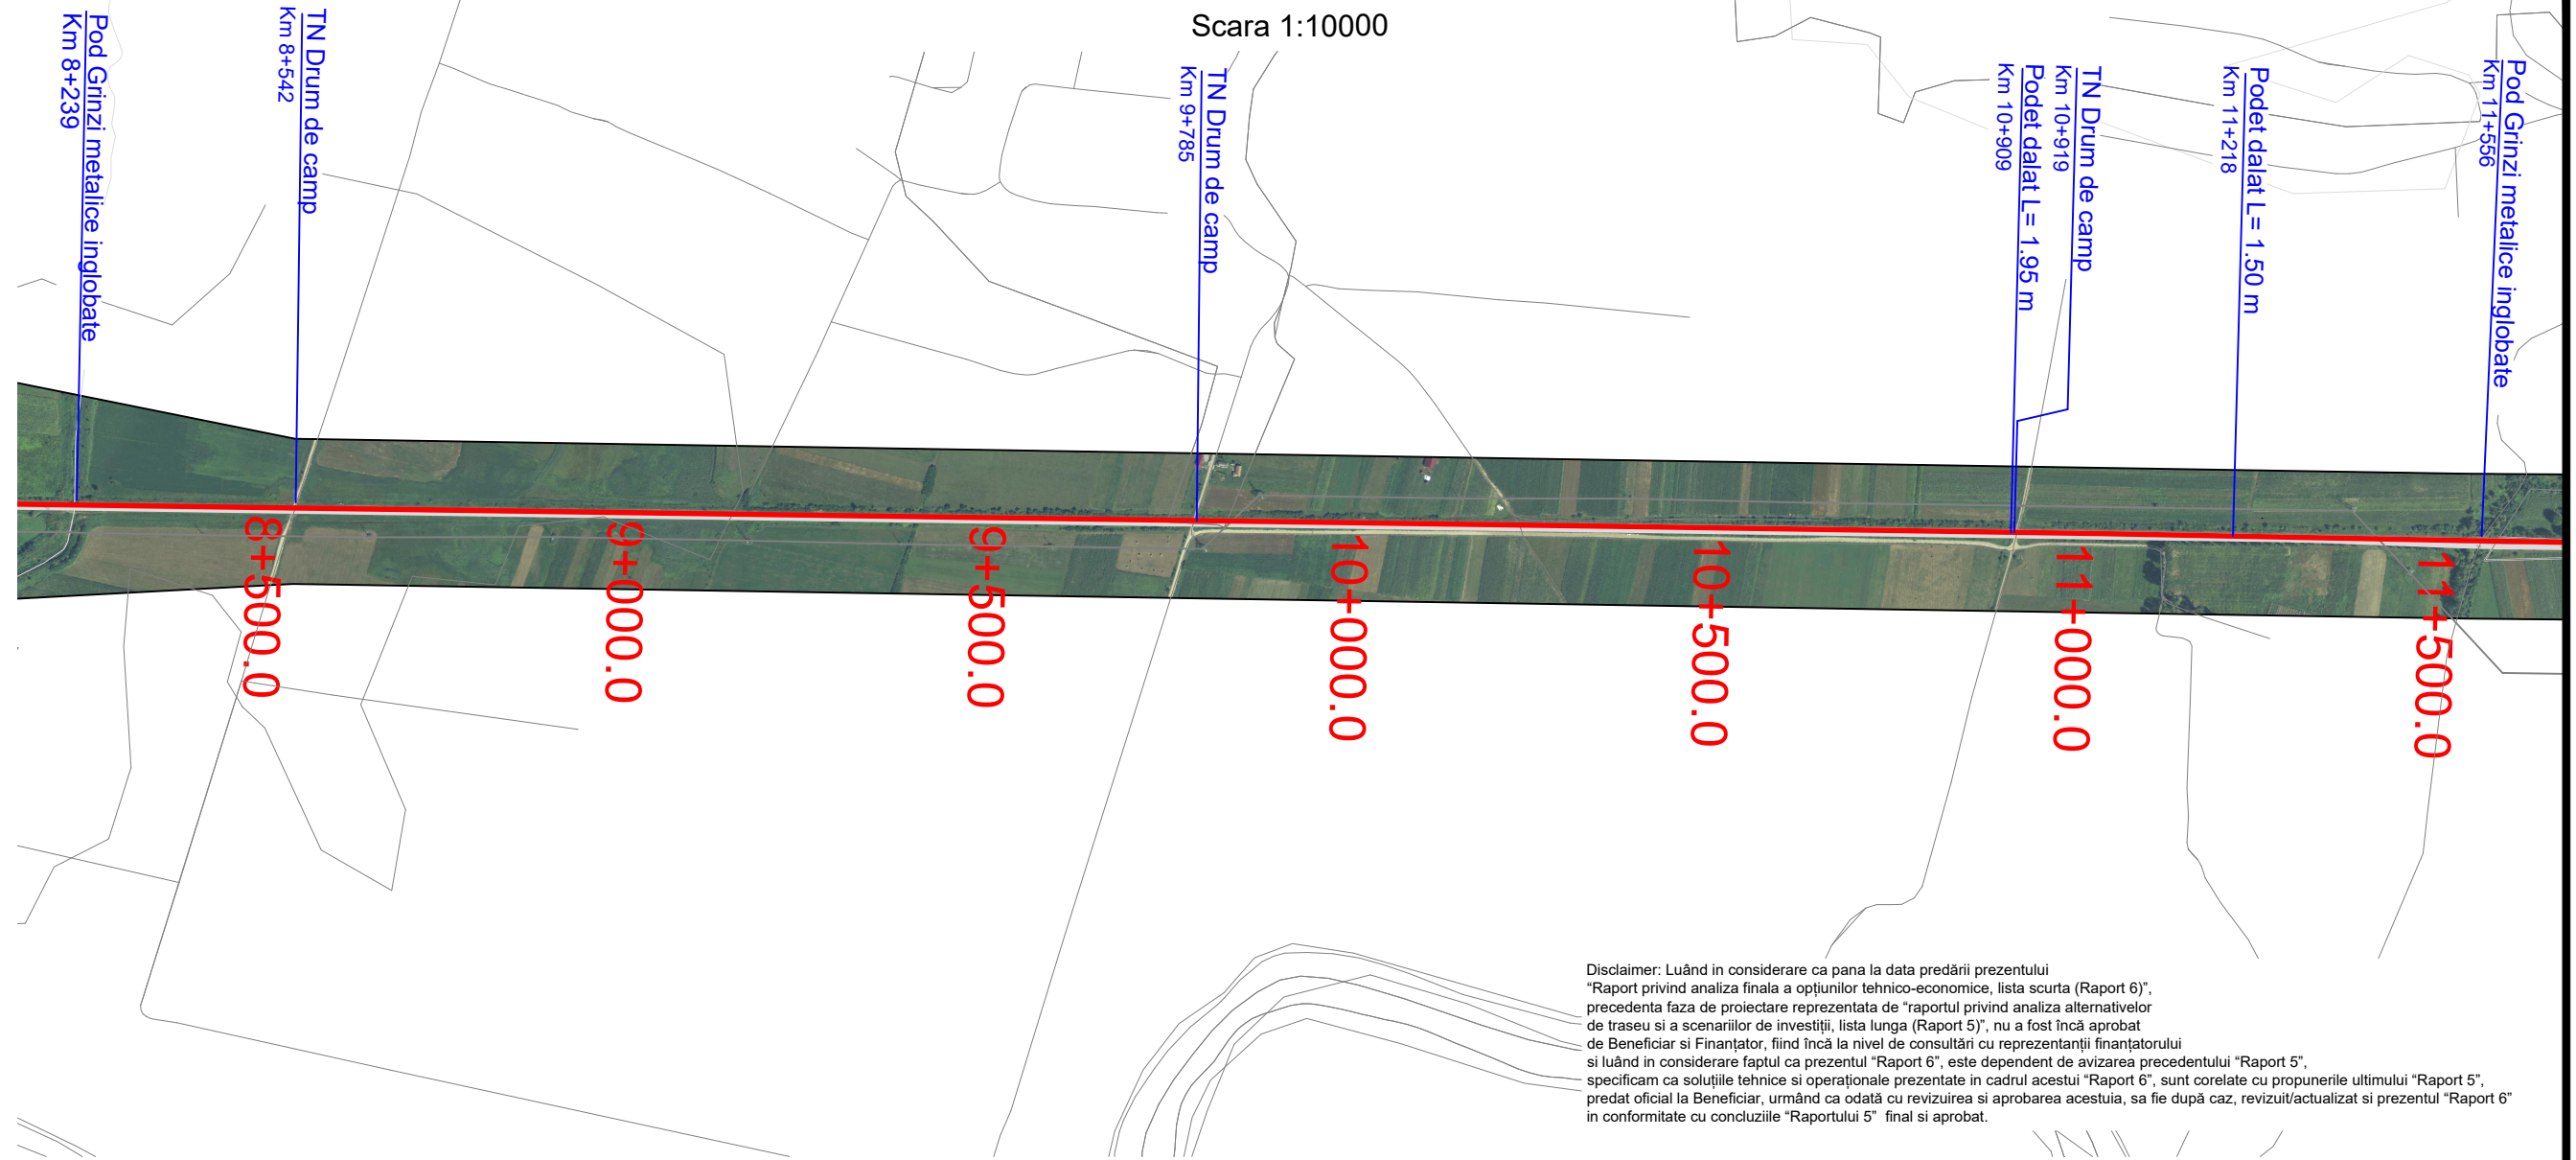 Scara 1:10000
Pod Grinzi metalice inglobate
Km 8+239
TN Drum de camp
Km 8+542
TN Drum de camp
Km 9+785
Podet dalat L= 1.95 m
Km 10+909
TN Drum de camp
Km 10+919
Podet dalat L= 1.50 m
Km 11+218
Pod Grinzi metalice inglobate
Km 11+556
8+500.0
9+000.0
9+500.0
10+000.0
10+500.0
11+000.0
11+500.0
Disclaimer: Luând in considerare ca pana la data predării prezentului
“Raport privind analiza finala a opțiunilor tehnico-economice, lista scurta (Raport 6)”,
precedenta faza de proiectare reprezentata de “raportul privind analiza alternativelor
de traseu si a scenariilor de investiții, lista lunga (Raport 5)”, nu a fost încă aprobat
de Beneficiar si Finanțator, fiind încă la nivel de consultări cu reprezentanții finanțatorului
si luând in considerare faptul ca prezentul “Raport 6”, este dependent de avizarea precedentului “Raport 5”,
specificam ca soluțiile tehnice si operaționale prezentate in cadrul acestui “Raport 6”, sunt corelate cu propunerile ultimului “Raport 5”,
predat oficial la Beneficiar, urmând ca odată cu revizuirea si aprobarea acestuia, sa fie după caz, revizuit/actualizat si prezentul “Raport 6”
in conformitate cu concluziile “Raportului 5” final si aprobat.